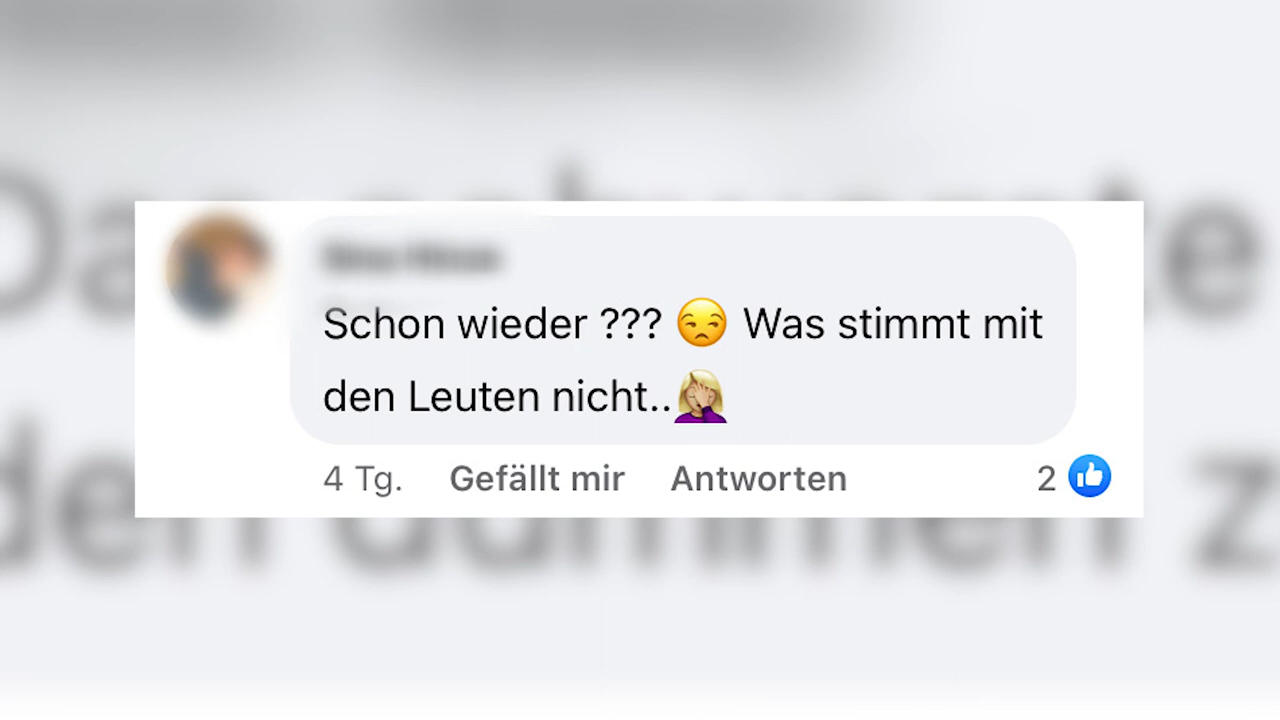 Schon wieder ??? 😒 Was stimmt mit
den Leuten nicht..🤦🏼‍♀️
4 Tg. Gefällt mir Antworten 2